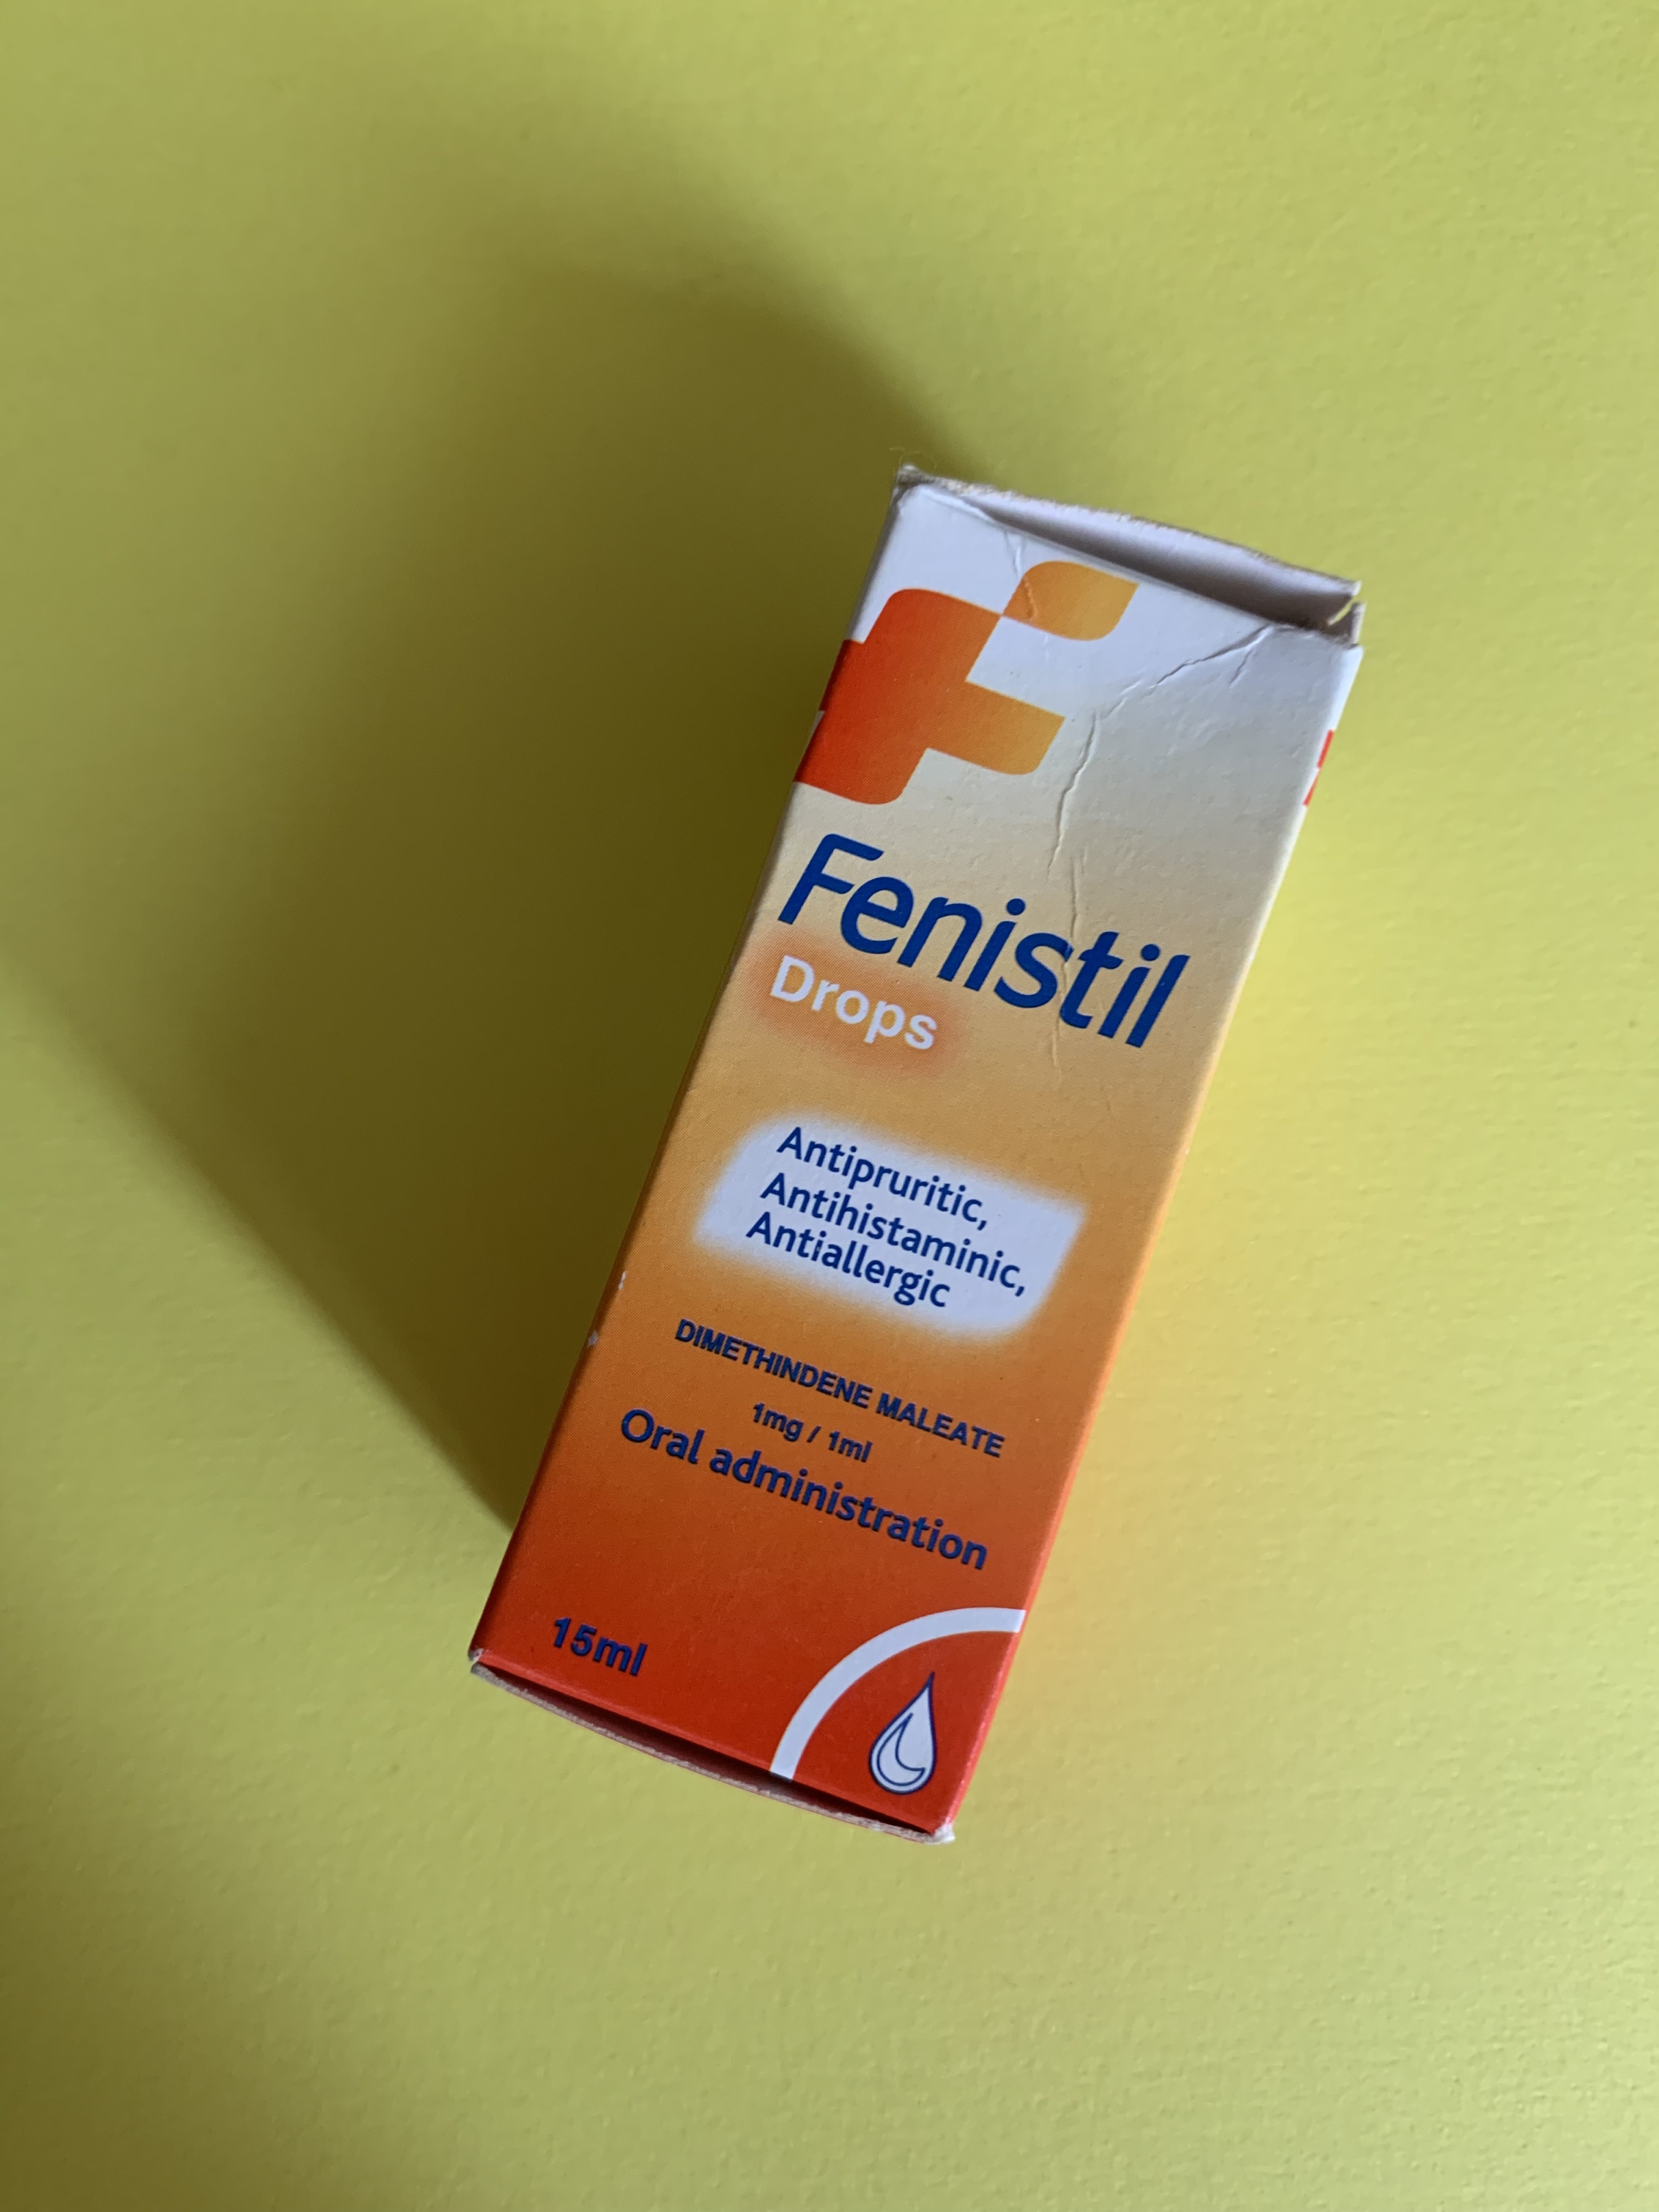 Fenistil
Drops
Antipruritic,
Antihistaminic,
Antiallergic
DIMETHINDENE MALEATE
1mg / 1ml
Oral administration
15ml